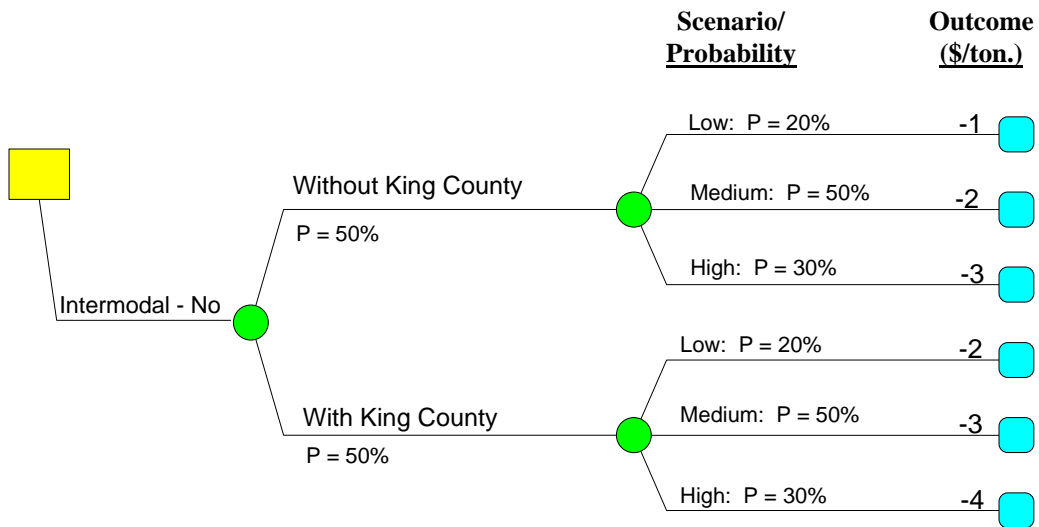 Scenario/ Outcome
Probability ($/ton.)
Low: P = 20% -1
Without King County
P = 50%
Medium: P = 50% -2
High: P = 30% -3
Intermodal - No
Low: P = 20% -2
With King County
P = 50%
Medium: P = 50% -3
High: P = 30% -4